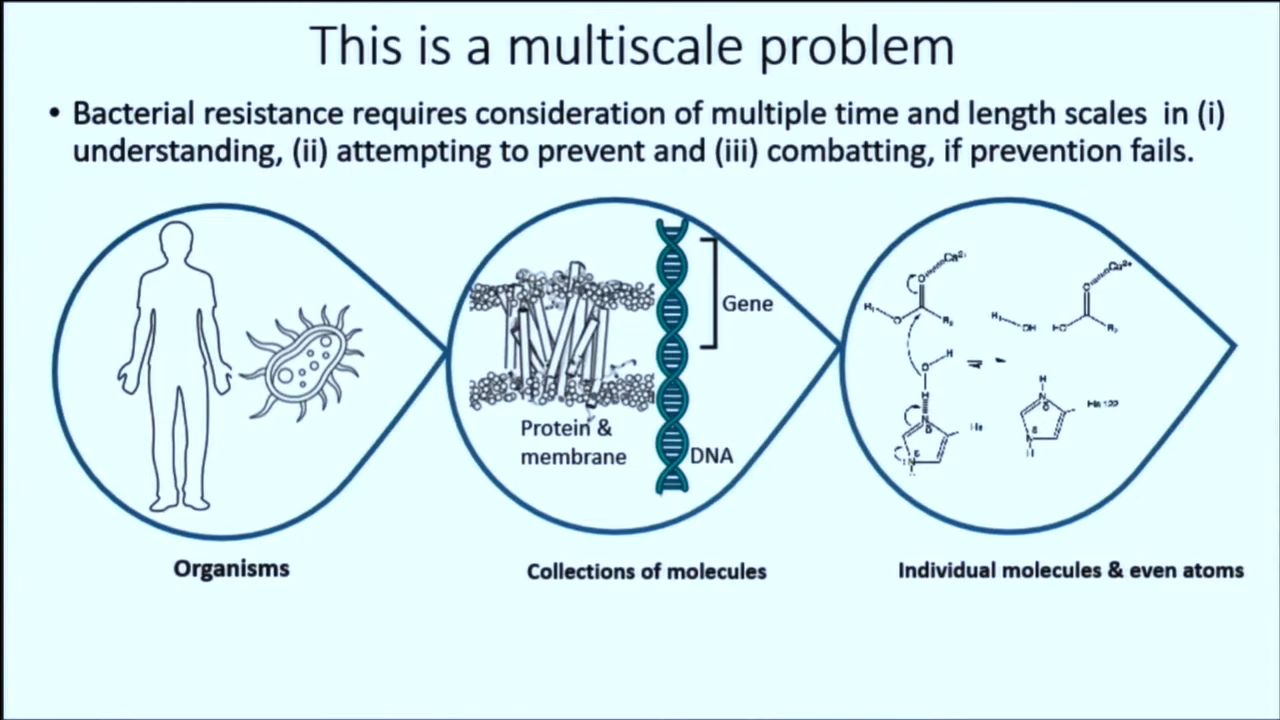 This is a multiscale problem
• Bacterial resistance requires consideration of multiple time and length scales in (i)
understanding, (ii) attempting to prevent and (iii) combatting, if prevention fails.
Gene
Protein &
membrane
DNA
Organisms
Collections of molecules
Individual molecules & even atoms